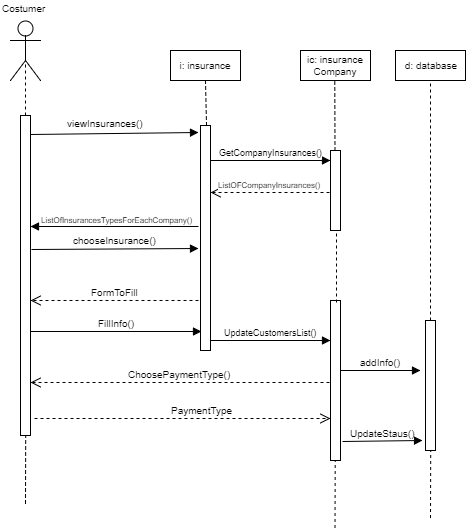 Costumer
i: insurance
ic: insurance
Company
d: database
viewInsurances()
GetCompanyInsurances()
ListOFCompanyInsurances()
ListOfInsurancesTypesForEachCompany()
chooseInsurance()
FormToFill
FillInfo()
UpdateCustomersList()
addInfo()
ChoosePaymentType()
PaymentType
UpdateStaus()